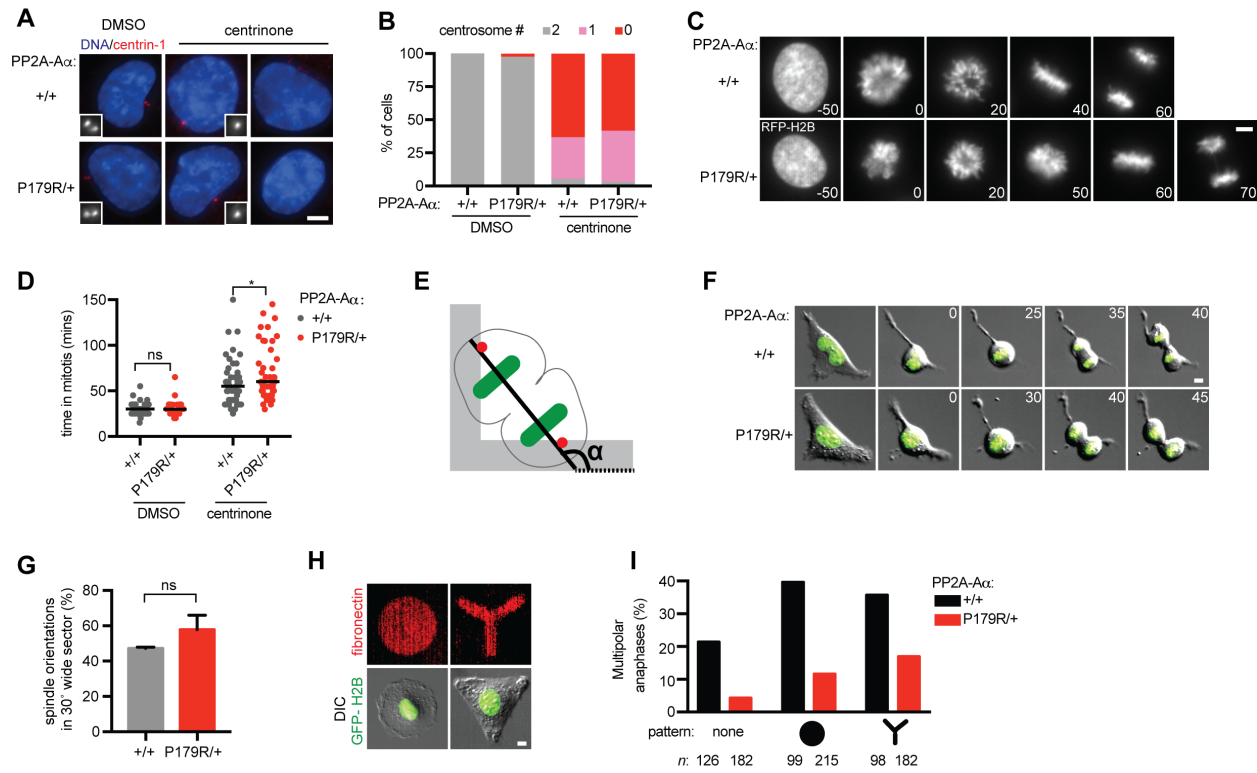 A
DMSO
centrinone
DNA/centrin-1
PP2A-Aα:
+/+
P179R/+
B
centrosome # 2 1 0
% of cells
100
75
50
25
0
PP2A-Aα: +/+ P179R/+ +/+ P179R/+
DMSO centrinone
C
PP2A-Aα:
+/+
-50 0 20 40 60
RFP-H2B
P179R/+
-50 0 20 50 60 70
D
PP2A-Aα:
+/+
P179R/+
time in mitotis (mins)
150
100
50
0
ns
*
+/+ P179R/+ +/+ P179R/+
DMSO centrinone
E
α
F
PP2A-Aα:
+/+
0 25 35 40
P179R/+
0 30 40 45
G
spindle orientations
in 30° wide sector (%)
80
60
40
20
0
ns
+/+ P179R/+
H
fibronectin
DIC
GFP- H2B
I
PP2A-Aα:
+/+
P179R/+
Multipolar
anaphases (%)
40
30
20
10
0
pattern: none
n: 126 182 99 215 98 182